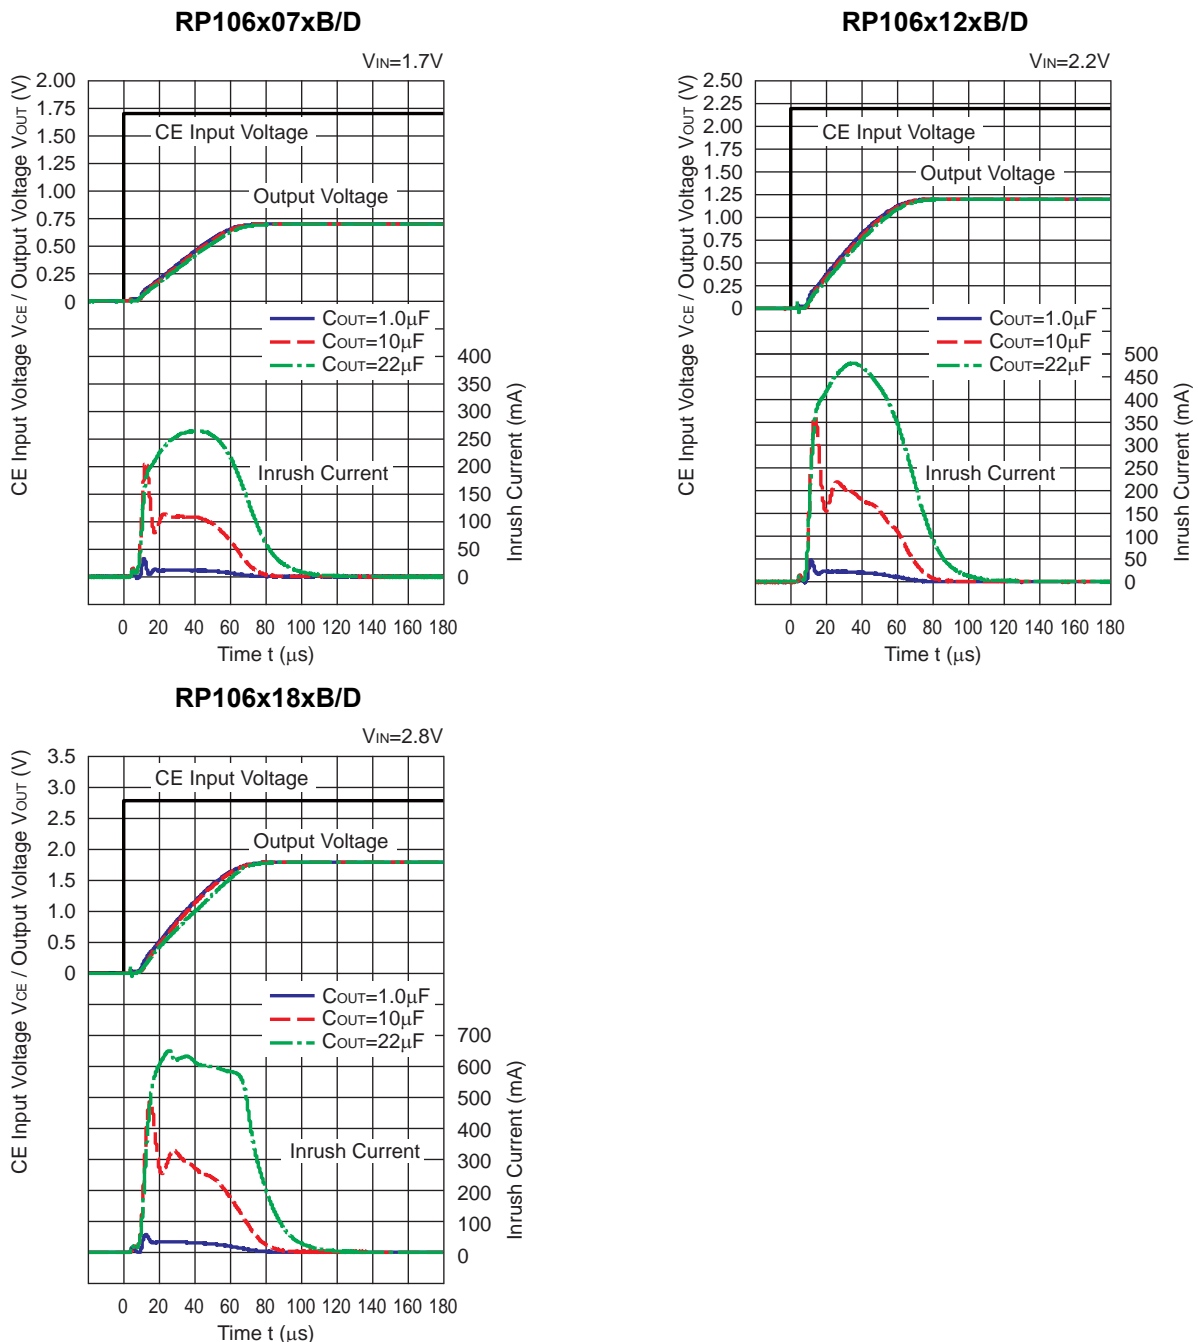 RP106x07xB/D
VIN=1.7V
CE Input Voltage VCE / Output Voltage VOUT (V)
2.00
1.75
1.50
1.25
1.00
0.75
0.50
0.25
0
CE Input Voltage
Output Voltage
COUT=1.0μF
COUT=10μF
COUT=22μF
Inrush Current
400
350
300
250
200
150
100
50
0
Inrush Current (mA)
0 20 40 60 80 100 120 140 160 180
Time t (μs)
RP106x12xB/D
VIN=2.2V
CE Input Voltage VCE / Output Voltage VOUT (V)
2.50
2.25
2.00
1.75
1.50
1.25
1.00
0.75
0.50
0.25
0
CE Input Voltage
Output Voltage
COUT=1.0μF
COUT=10μF
COUT=22μF
Inrush Current
500
450
400
350
300
250
200
150
100
50
0
Inrush Current (mA)
0 20 40 60 80 100 120 140 160 180
Time t (μs)
RP106x18xB/D
VIN=2.8V
CE Input Voltage VCE / Output Voltage VOUT (V)
3.5
3.0
2.5
2.0
1.5
1.0
0.5
0
CE Input Voltage
Output Voltage
COUT=1.0μF
COUT=10μF
COUT=22μF
Inrush Current
700
600
500
400
300
200
100
0
Inrush Current (mA)
0 20 40 60 80 100 120 140 160 180
Time t (μs)